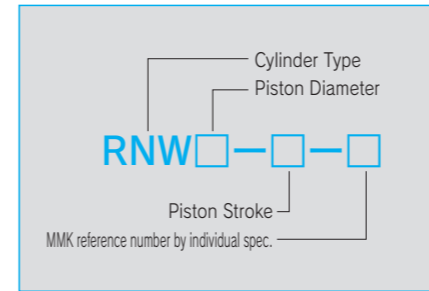 Cylinder Type
Piston Diameter
RNW□-□-□
Piston Stroke
MMK reference number by individual spec.